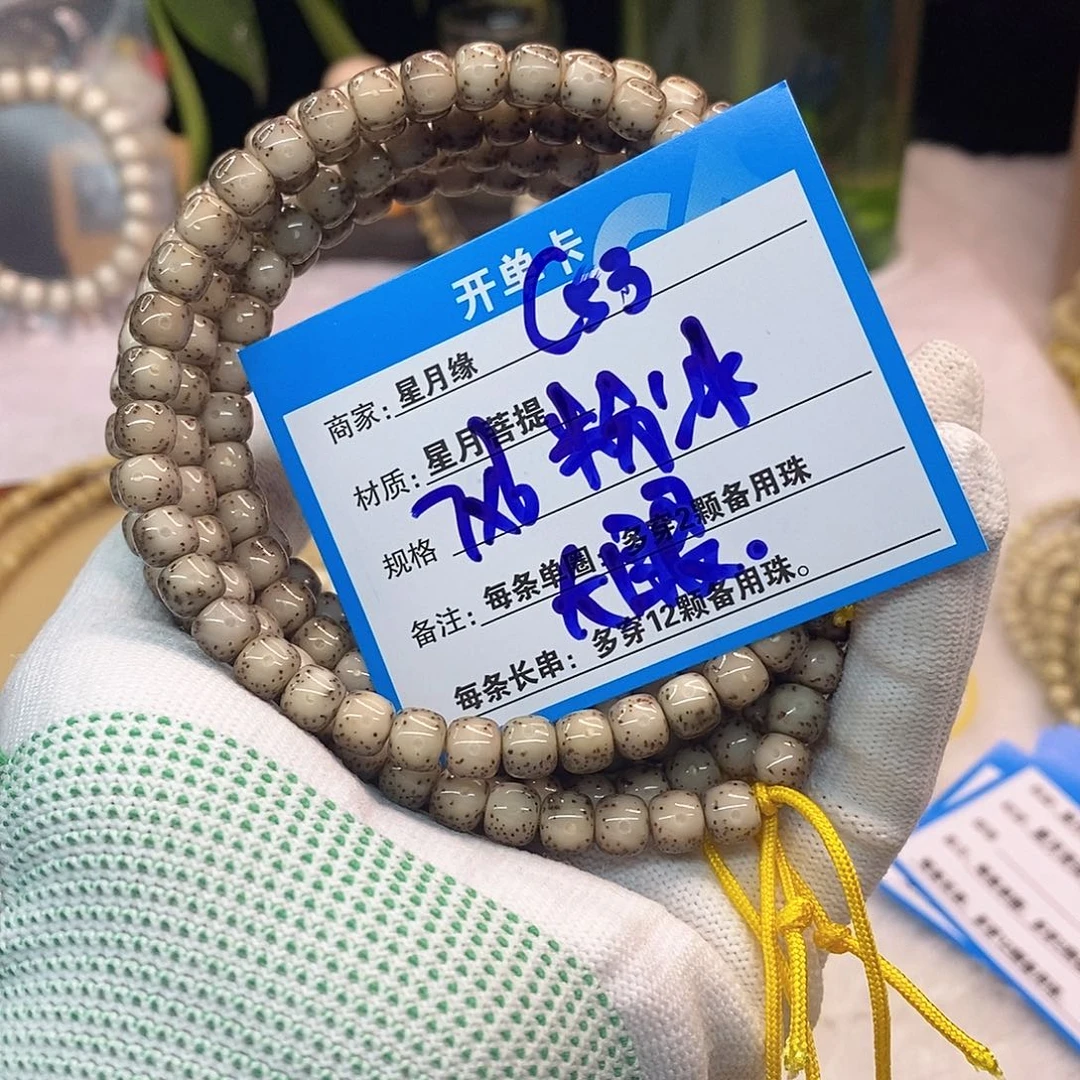 开单卡
C53
商家：星月缘
材质：星月菩提
7x6 粉冰
规格
备注：每条单圈：多穿2颗备用珠
大眼.
每条长串：多穿12颗备用珠。